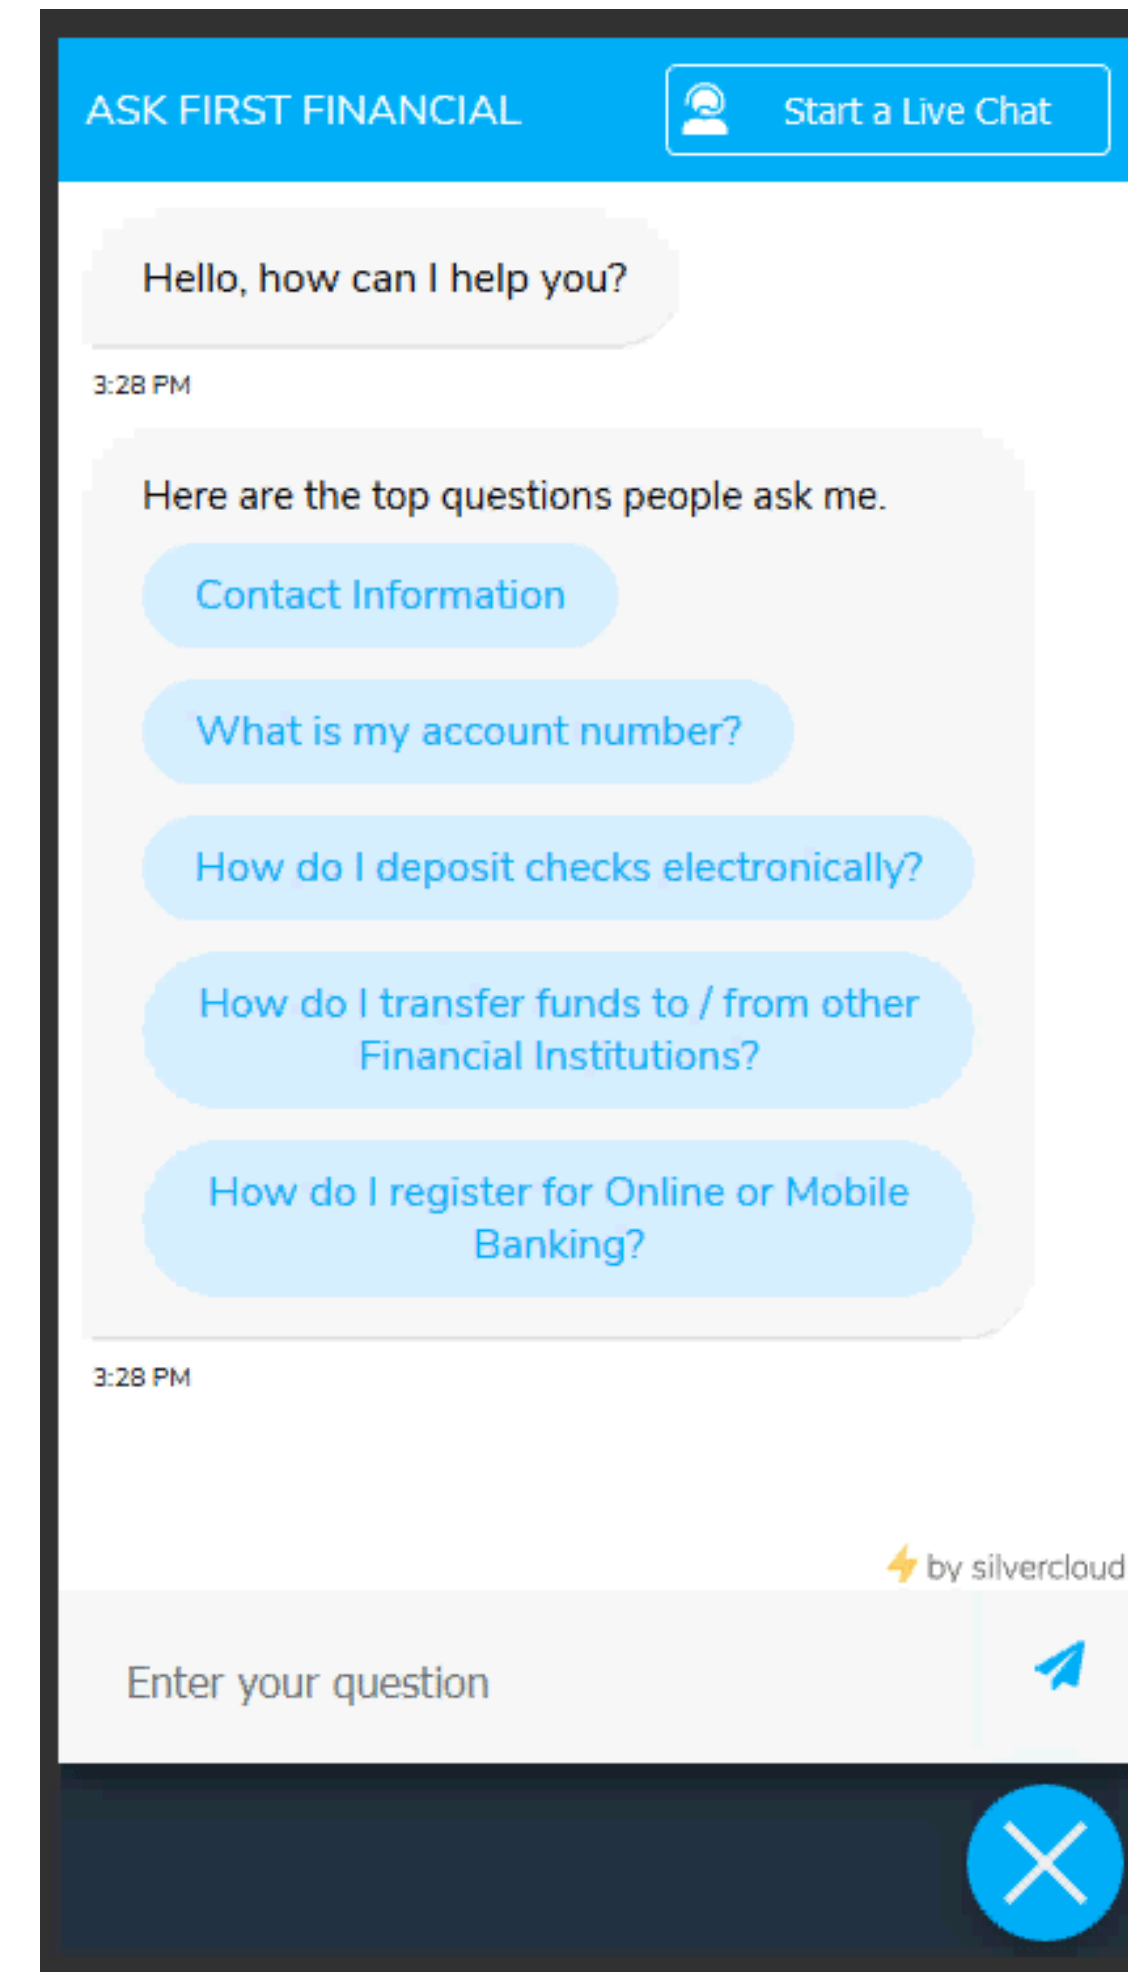 ASK FIRST FINANCIAL
Start a Live Chat
Hello, how can I help you?
3:28 PM
Here are the top questions people ask me.
Contact Information
What is my account number?
How do I deposit checks electronically?
How do I transfer funds to / from other
Financial Institutions?
How do I register for Online or Mobile
Banking?
3:28 PM
by silvercloud
Enter your question